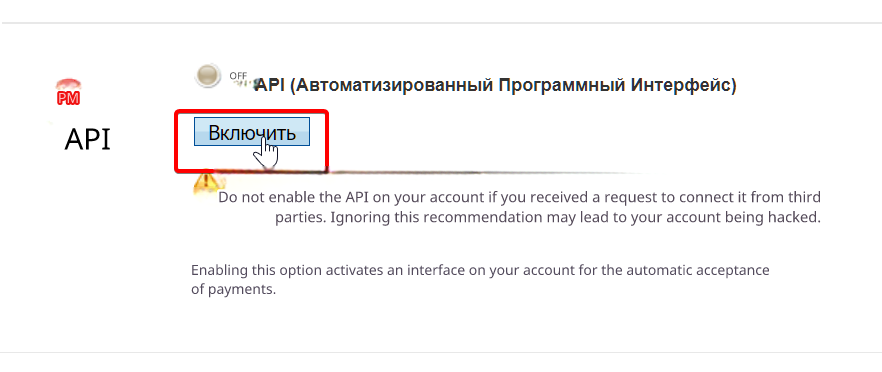 OFF
API (Автоматизированный Программный Интерфейс)
PM
API
Включить
Do not enable the API on your account if you received a request to connect it from third
parties. Ignoring this recommendation may lead to your account being hacked.
Enabling this option activates an interface on your account for the automatic acceptance
of payments.